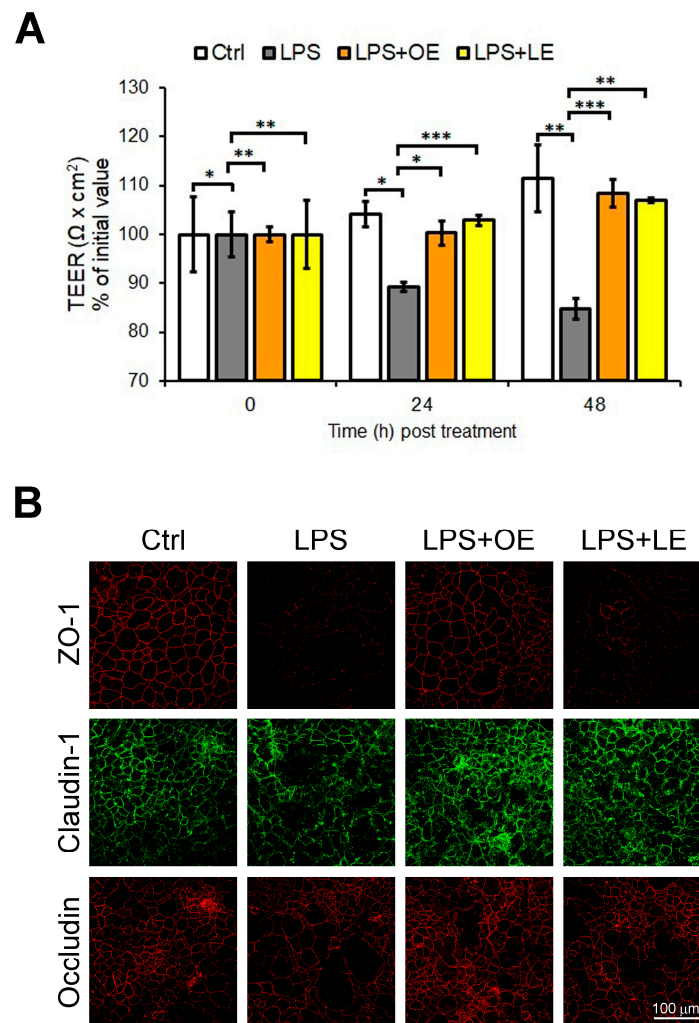 A
Ctrl LPS LPS+OE LPS+LE
TEER (Ω x cm²)
% of initial value
130
120
110
100
90
80
70
* ** **
* * ***
** *** **
0 24 48
Time (h) post treatment
B
Ctrl LPS LPS+OE LPS+LE
ZO-1
Claudin-1
Occludin
100 µm